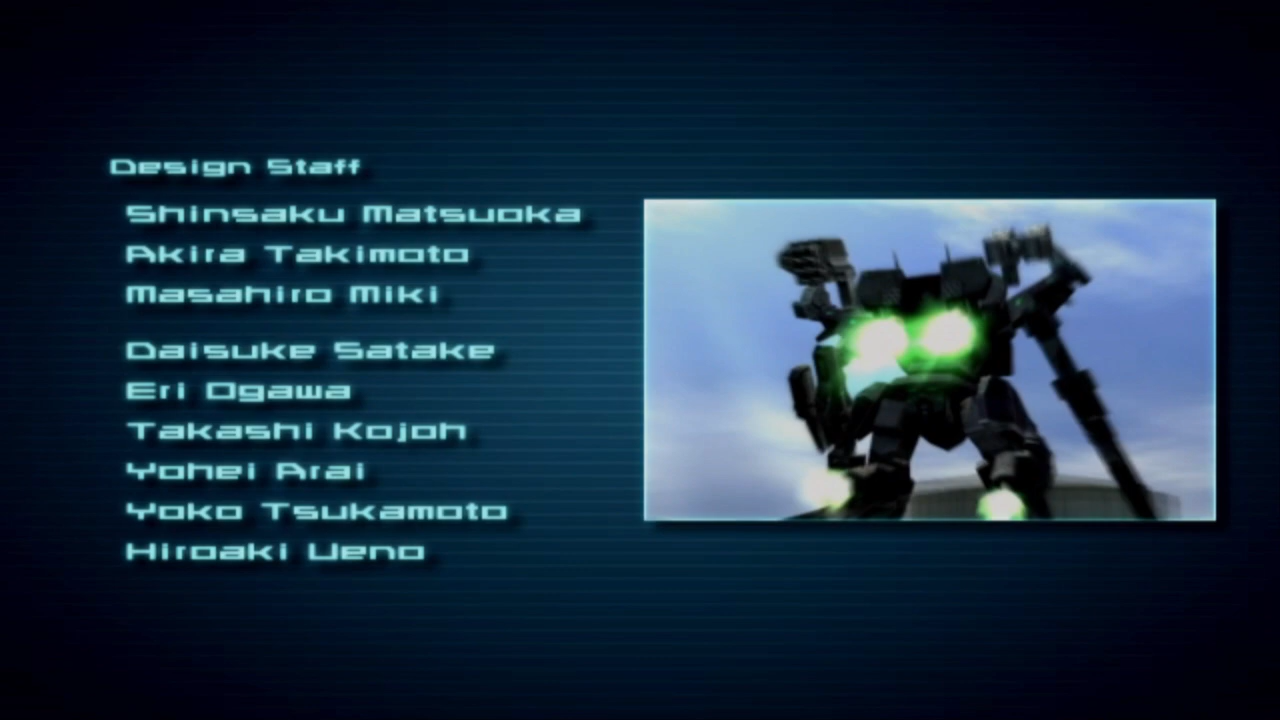 Design Staff
Shinsaku Matsuoka
Akira Takimoto
Masahiro Miki
Daisuke Satake
Eri Ogawa
Takashi Kojoh
Yohei Arai
Yoko Tsukamoto
Hiroaki Ueno